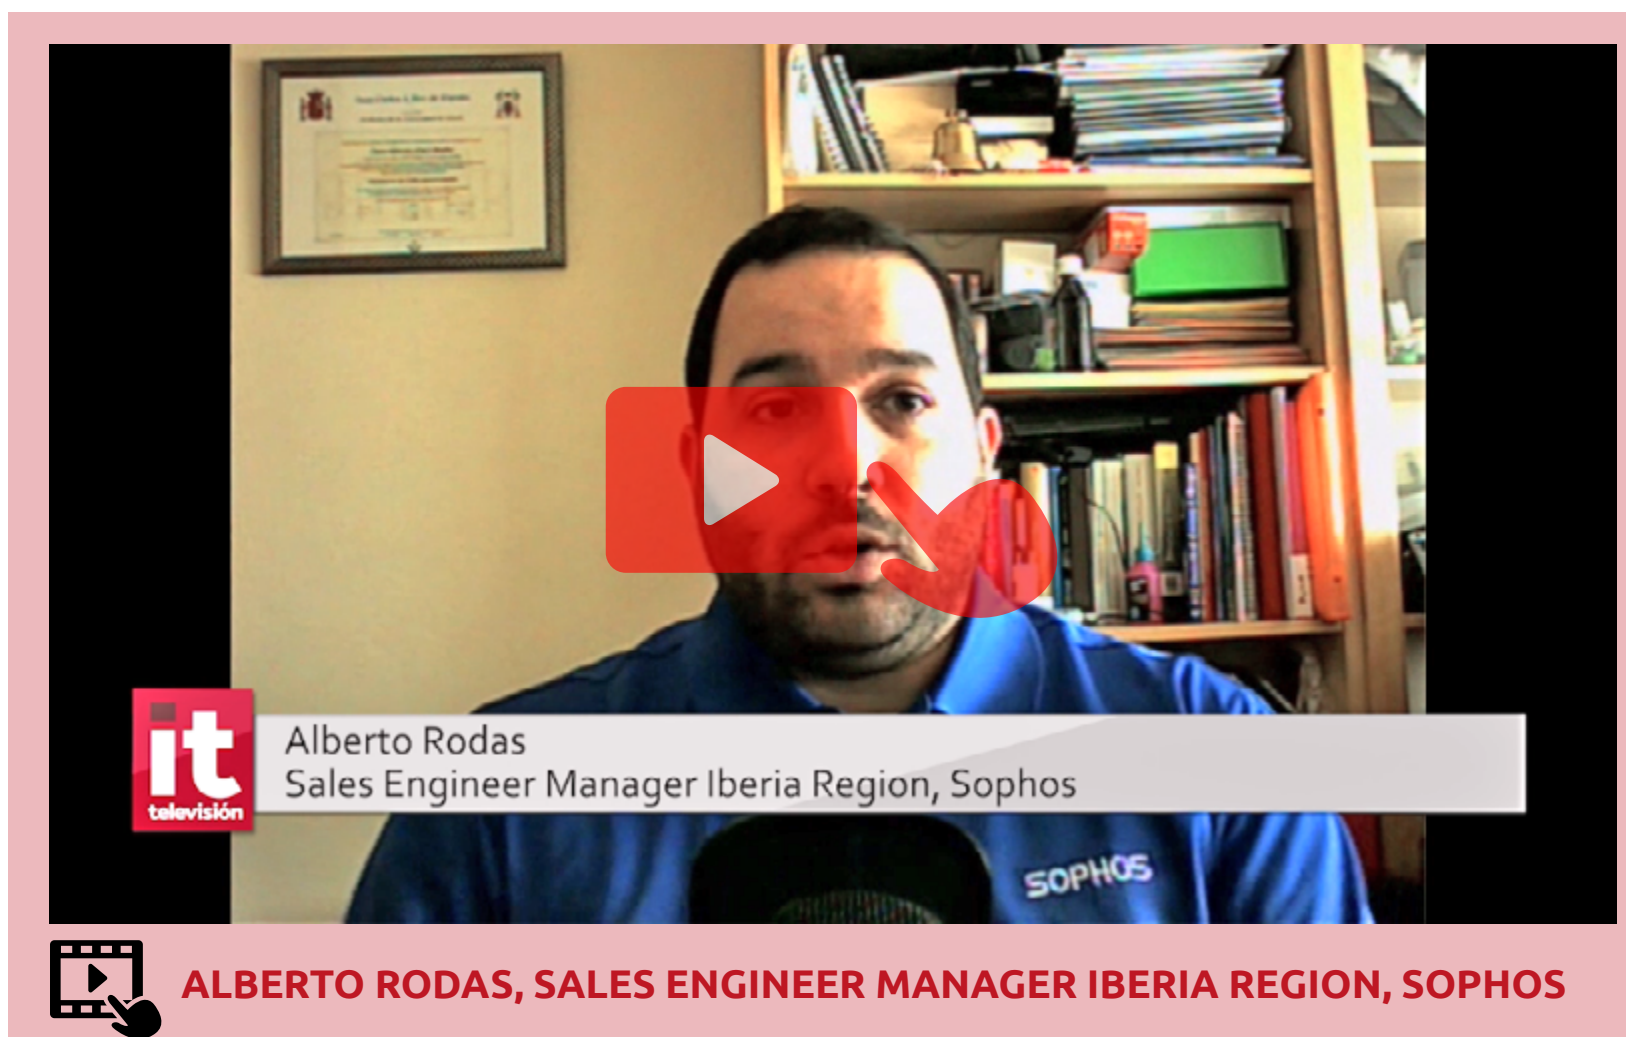 it
televisión
Alberto Rodas
Sales Engineer Manager Iberia Region, Sophos
SOPHOS
ALBERTO RODAS, SALES ENGINEER MANAGER IBERIA REGION, SOPHOS